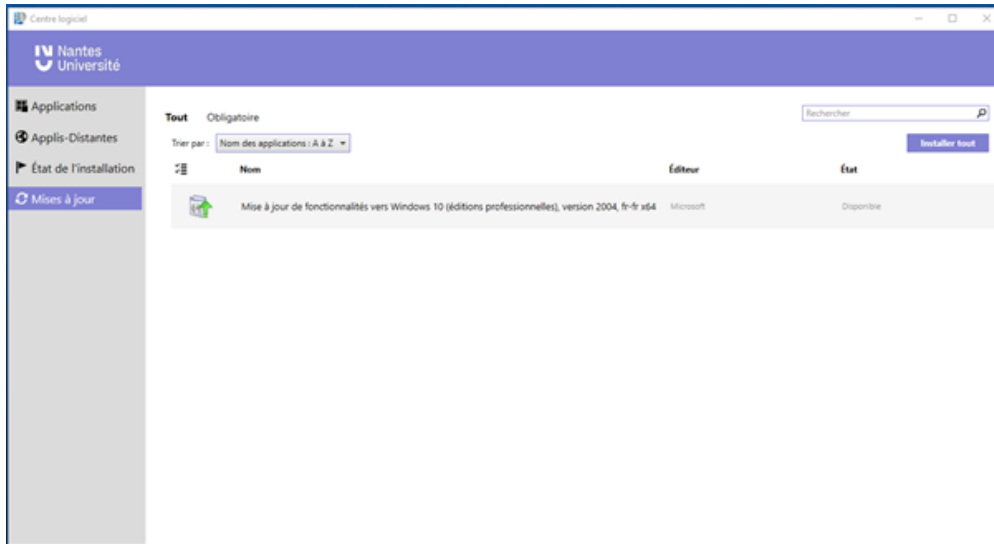 Centre logiciel
Nantes
Université
Applications
Applis-Distantes
État de l'installation
Mises à jour
Tout Obligatoire
Rechercher
Trier par : Nom des applications : A à Z
Installer tout
Nom Éditeur État
Mise à jour de fonctionnalités vers Windows 10 (éditions professionnelles), version 2004, fr-fr x64 Microsoft Disponible